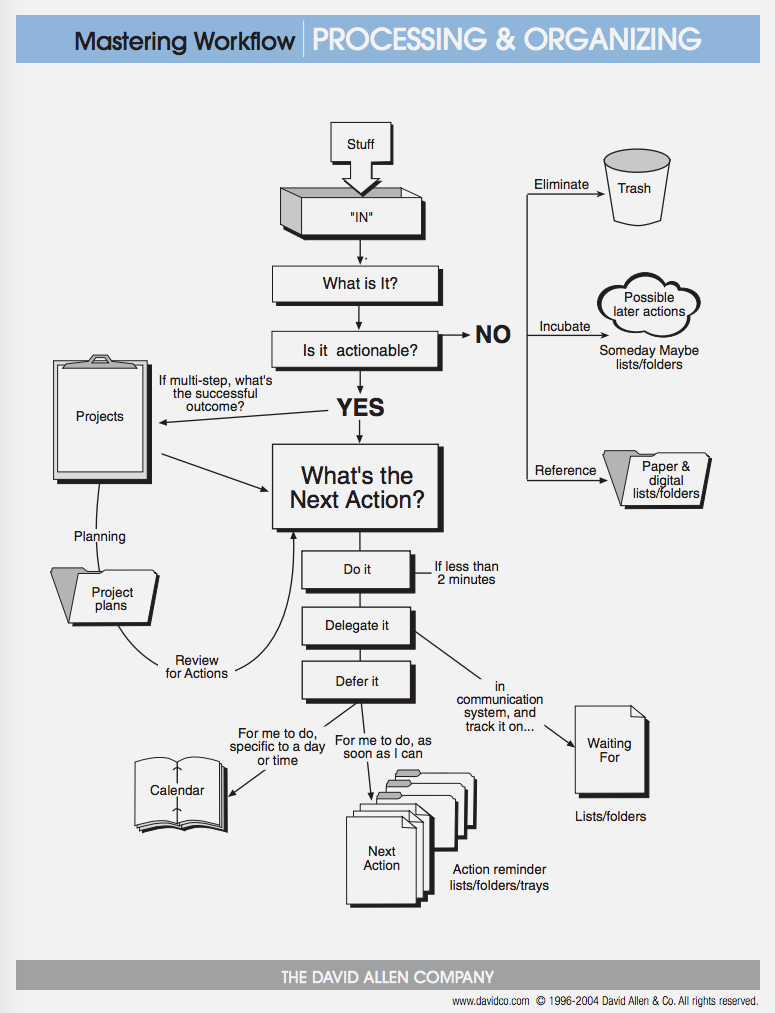 Mastering Workflow PROCESSING & ORGANIZING
Stuff
"IN"
What is It?
Is it actionable?
NO
Eliminate
Trash
Incubate
Possible
later actions
Someday Maybe
lists/folders
Reference
Paper &
digital
lists/folders
YES
If multi-step, what's
the successful
outcome?
Projects
What's the
Next Action?
Planning
Project
plans
Review
for Actions
Do it
If less than
2 minutes
Delegate it
in
communication
system, and
track it on...
Waiting
For
Lists/folders
Defer it
For me to do,
specific to a day
or time
Calendar
For me to do, as
soon as I can
Next
Action
Action reminder
lists/folders/trays
THE DAVID ALLEN COMPANY
www.davidco.com © 1996-2004 David Allen & Co. All rights reserved.